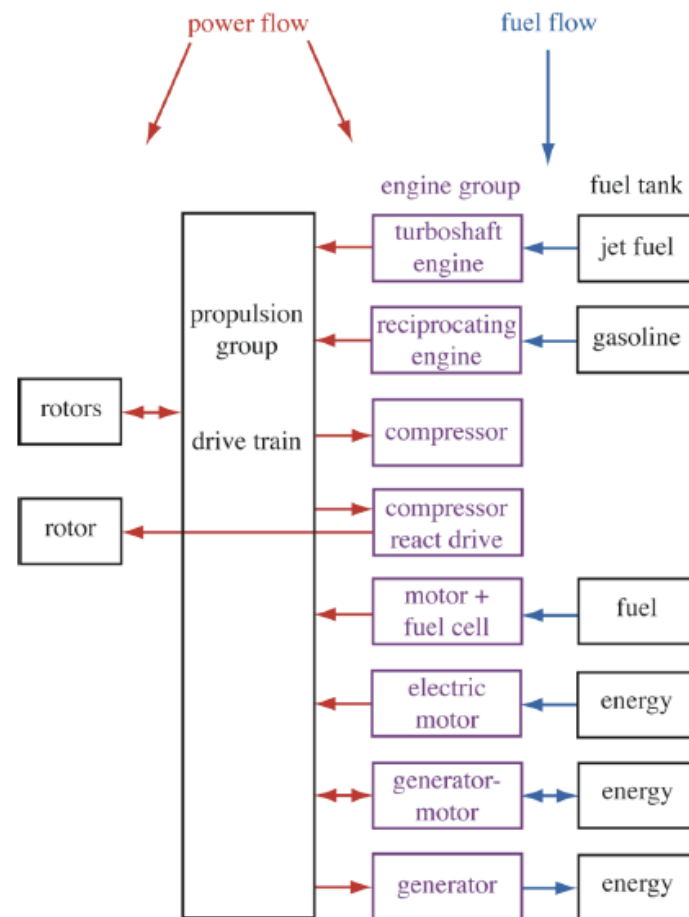 power flow
fuel flow
engine group
fuel tank
turboshaft
engine
jet fuel
propulsion
group
reciprocating
engine
gasoline
rotors
drive train
compressor
rotor
compressor
react drive
motor +
fuel cell
fuel
electric
motor
energy
generator-
motor
energy
generator
energy